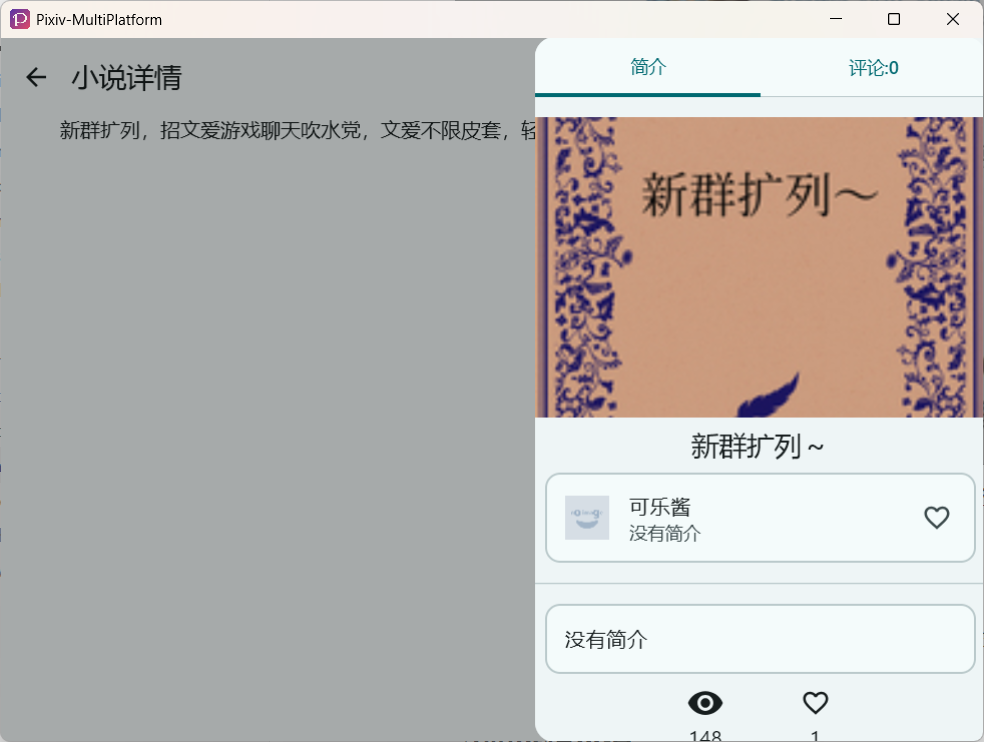 Pixiv-MultiPlatform
小说详情
新群扩列，招文爱游戏聊天吹水党，文爱不限皮套，轻
简介
评论:0
新群扩列～
新群扩列～
可乐酱
没有简介
没有简介
148
1